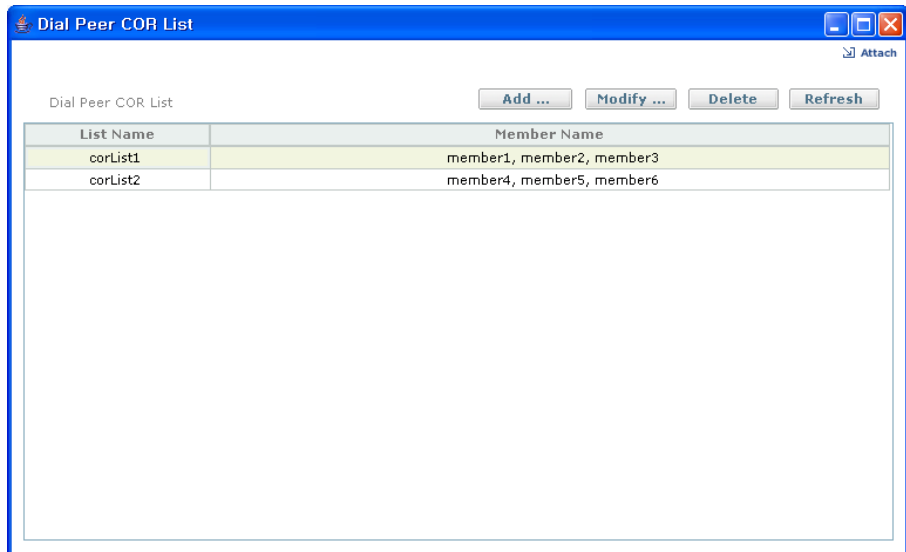 Dial Peer COR List
Attach
Dial Peer COR List Add ... Modify ... Delete Refresh
List Name Member Name
corList1 member1, member2, member3
corList2 member4, member5, member6